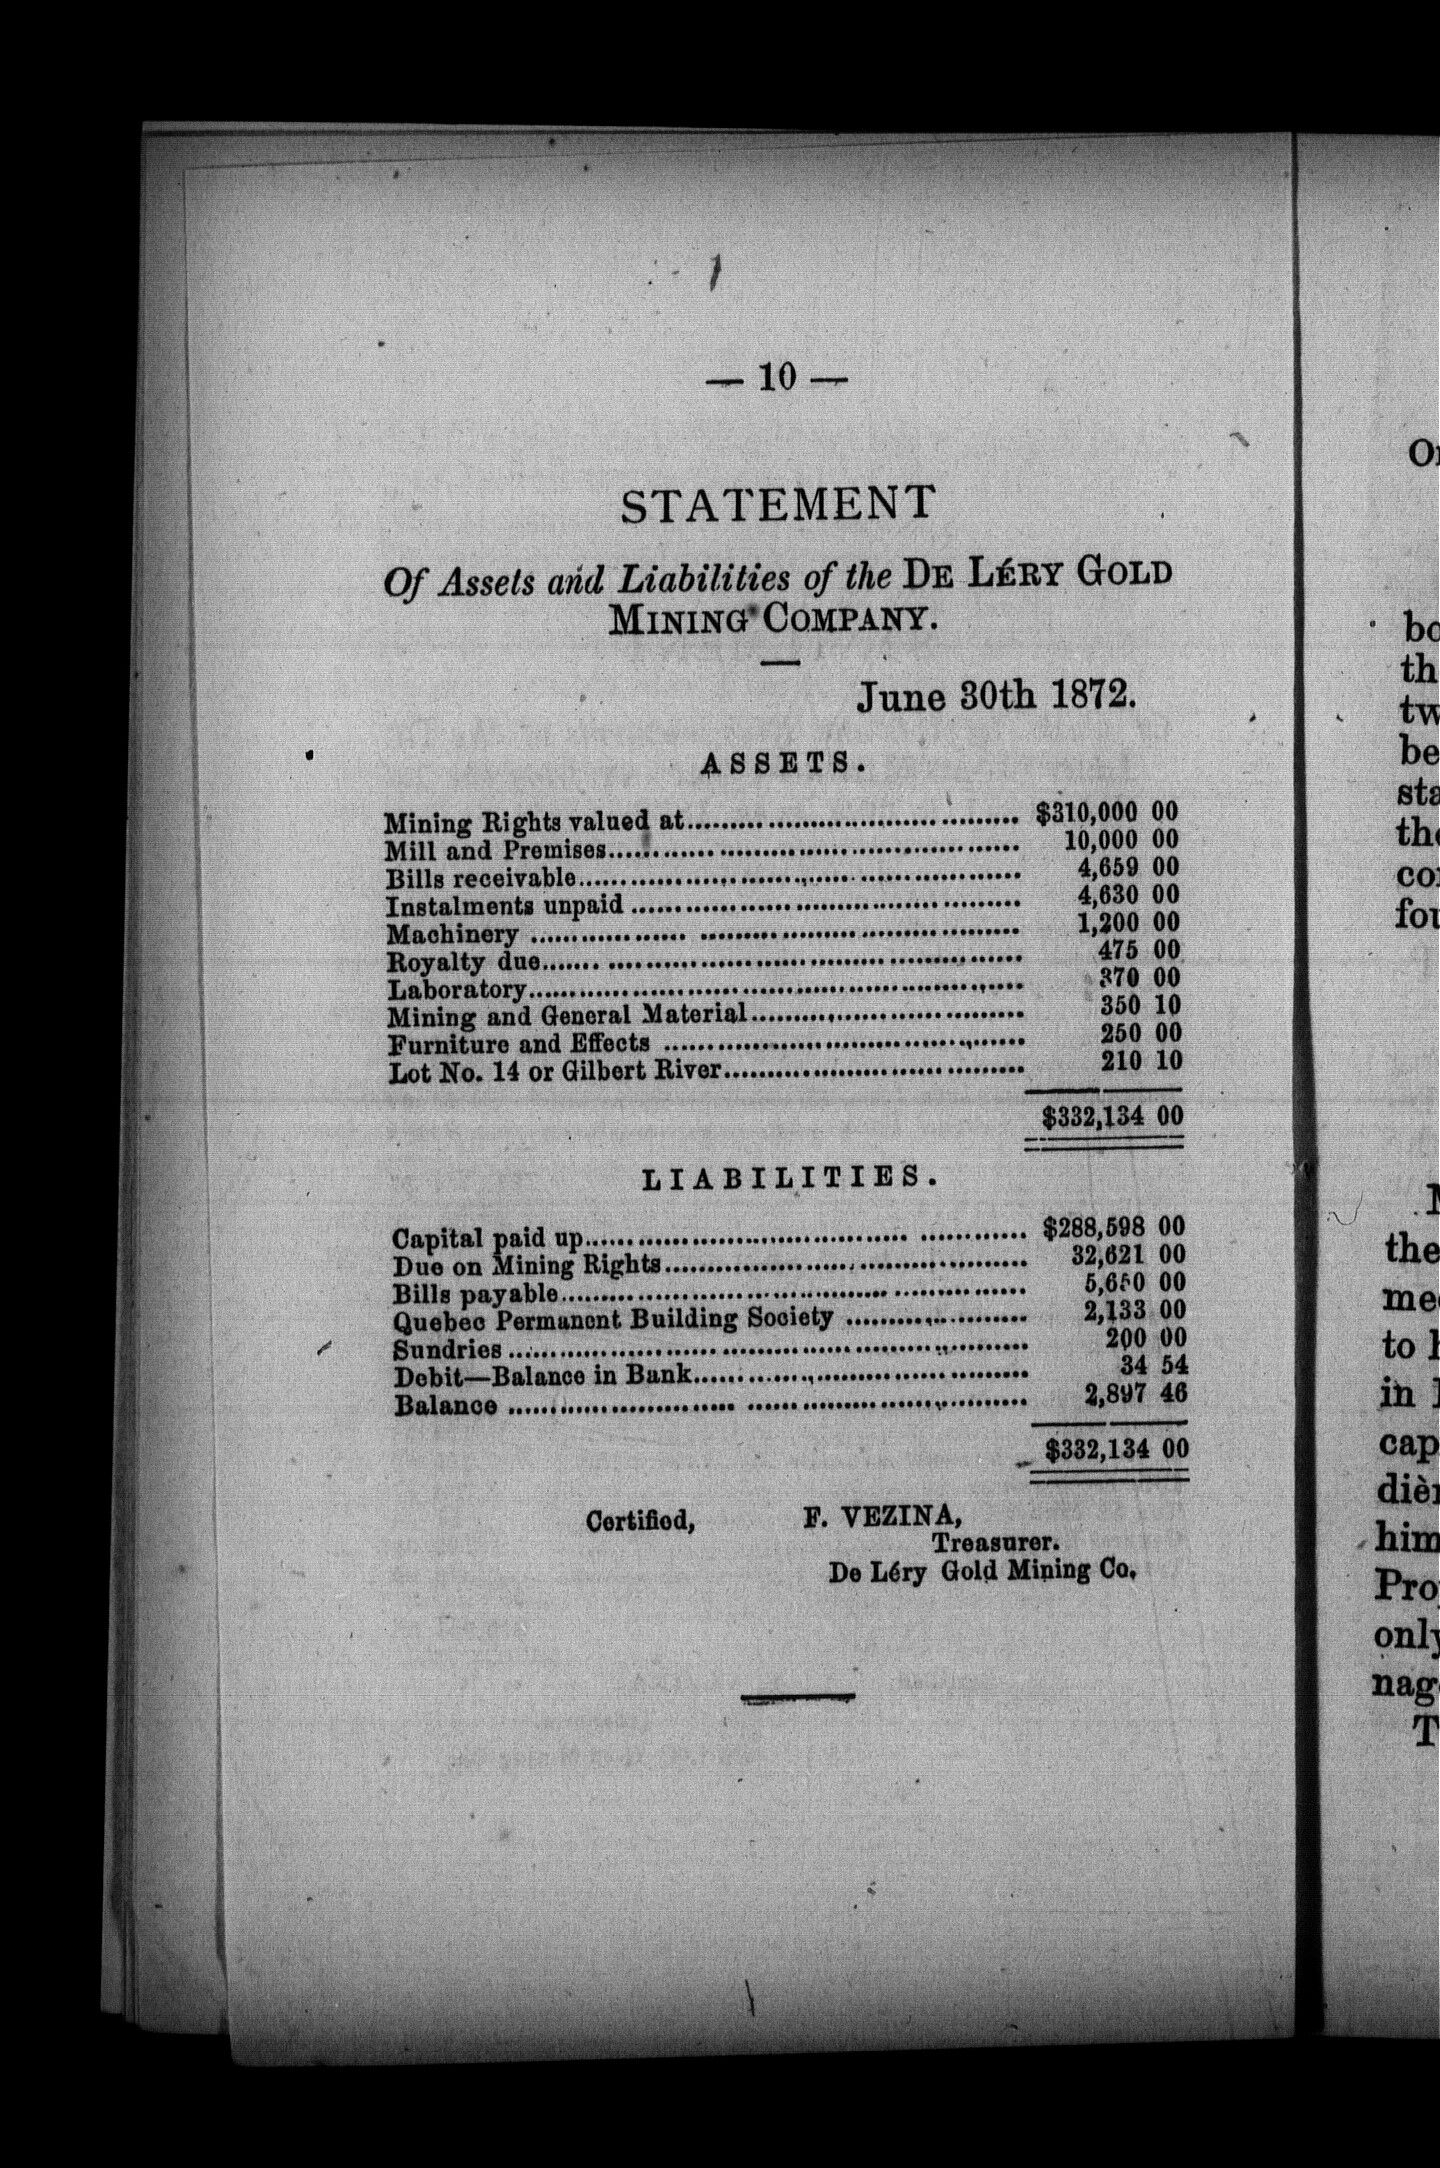 — 10 —
STATEMENT
Of Assets and Liabilities of the DE LÉRY GOLD
MINING COMPANY.
June 30th 1872.
ASSETS.
Mining Rights valued at........................................ $310,000 00
Mill and Premises........................................ 10,000 00
Bills receivable........................................ 4,659 00
Instalments unpaid ........................................ 4,630 00
Machinery ........................................ 1,200 00
Royalty due........................................ 475 00
Laboratory........................................ 370 00
Mining and General Material.............................. 350 10
Furniture and Effects ........................................ 250 00
Lot No. 14 or Gilbert River.............................. 210 10
$332,134 00
LIABILITIES.
Capital paid up........................................ $288,598 00
Due on Mining Rights........................................ 32,621 00
Bills payable........................................ 5,650 00
Quebec Permanent Building Society .................... 2,133 00
Sundries ........................................ 200 00
Debit—Balance in Bank.............................. 34 54
Balance ........................................ 2,897 46
$332,134 00
Certified, F. VEZINA,
Treasurer.
De Léry Gold Mining Co.